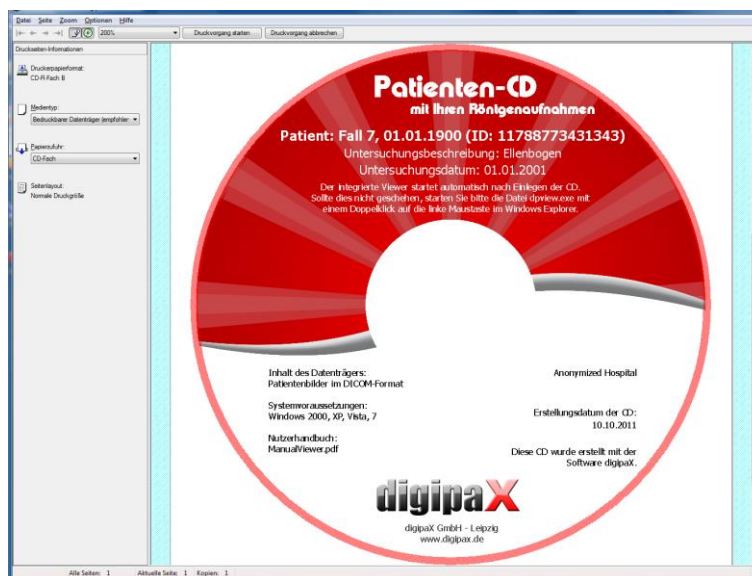 Datei Seite Zoom Optionen Hilfe
200% Druckvorgang starten Druckvorgang abbrechen
Druckseiten-Informationen
Druckerpapierformat:
CD-R-Fach B
Medientyp:
Bedruckbarer Datenträger (empfohlen
Papierzufuhr:
CD-Fach
Seitenlayout:
Normale Druckgröße
Patienten-CD
mit Ihren Röntgenaufnahmen
Patient: Fall 7, 01.01.1900 (ID: 11788773431343)
Untersuchungsbeschreibung: Ellenbogen
Untersuchungsdatum: 01.01.2001
Der integrierte Viewer startet automatisch nach Einlegen der CD.
Sollte dies nicht geschehen, starten Sie bitte die Datei dpview.exe mit
einem Doppelklick auf die linke Maustaste im Windows Explorer.
Inhalt des Datenträgers:
Patientenbilder im DICOM-Format
Systemvoraussetzungen:
Windows 2000, XP, Vista, 7
Nutzerhandbuch:
ManualViewer.pdf
Anonymized Hospital
Erstellungsdatum der CD:
10.10.2011
Diese CD wurde erstellt mit der
Software digipaX.
digipaX
digipaX GmbH - Leipzig
www.digipax.de
Alle Seiten: 1 Aktuelle Seite: 1 Kopien: 1